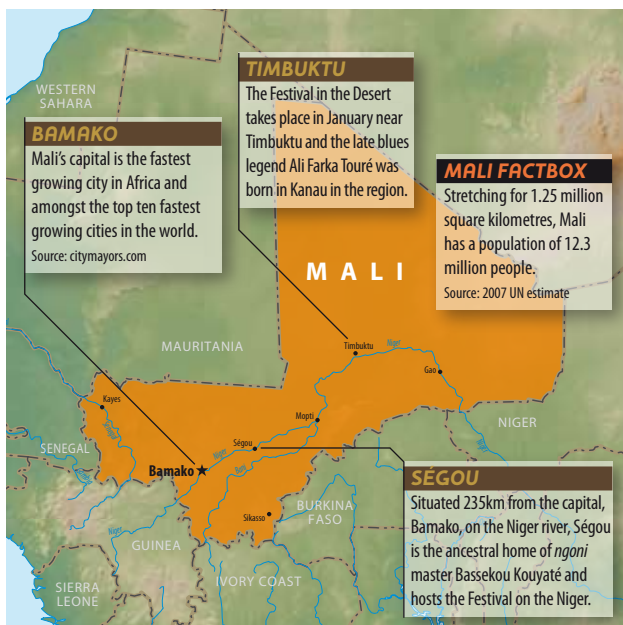 WESTERN
SAHARA
TIMBUKTU
The Festival in the Desert
takes place in January near
Timbuktu and the late blues
legend Ali Farka Touré was
born in Kanau in the region.
BAMAKO
Mali's capital is the fastest
growing city in Africa and
amongst the top ten fastest
growing cities in the world.
Source: citymayors.com
MALI FACTBOX
Stretching for 1.25 million
square kilometres, Mali
has a population of 12.3
million people.
Source: 2007 UN estimate
MALI
MAURITANIA
Timbuktu
Niger
Gao
Kayes
Senegal
Mopti
NIGER
Niger
SENEGAL
Ségou
Niger
Bani
Bamako
SÉGOU
Situated 235km from the capital,
Bamako, on the Niger river, Ségou
is the ancestral home of ngoni
master Bassekou Kouyaté and
hosts the Festival on the Niger.
Sikasso
BURKINA
FASO
Niger
GUINEA
IVORY COAST
SIERRA
LEONE